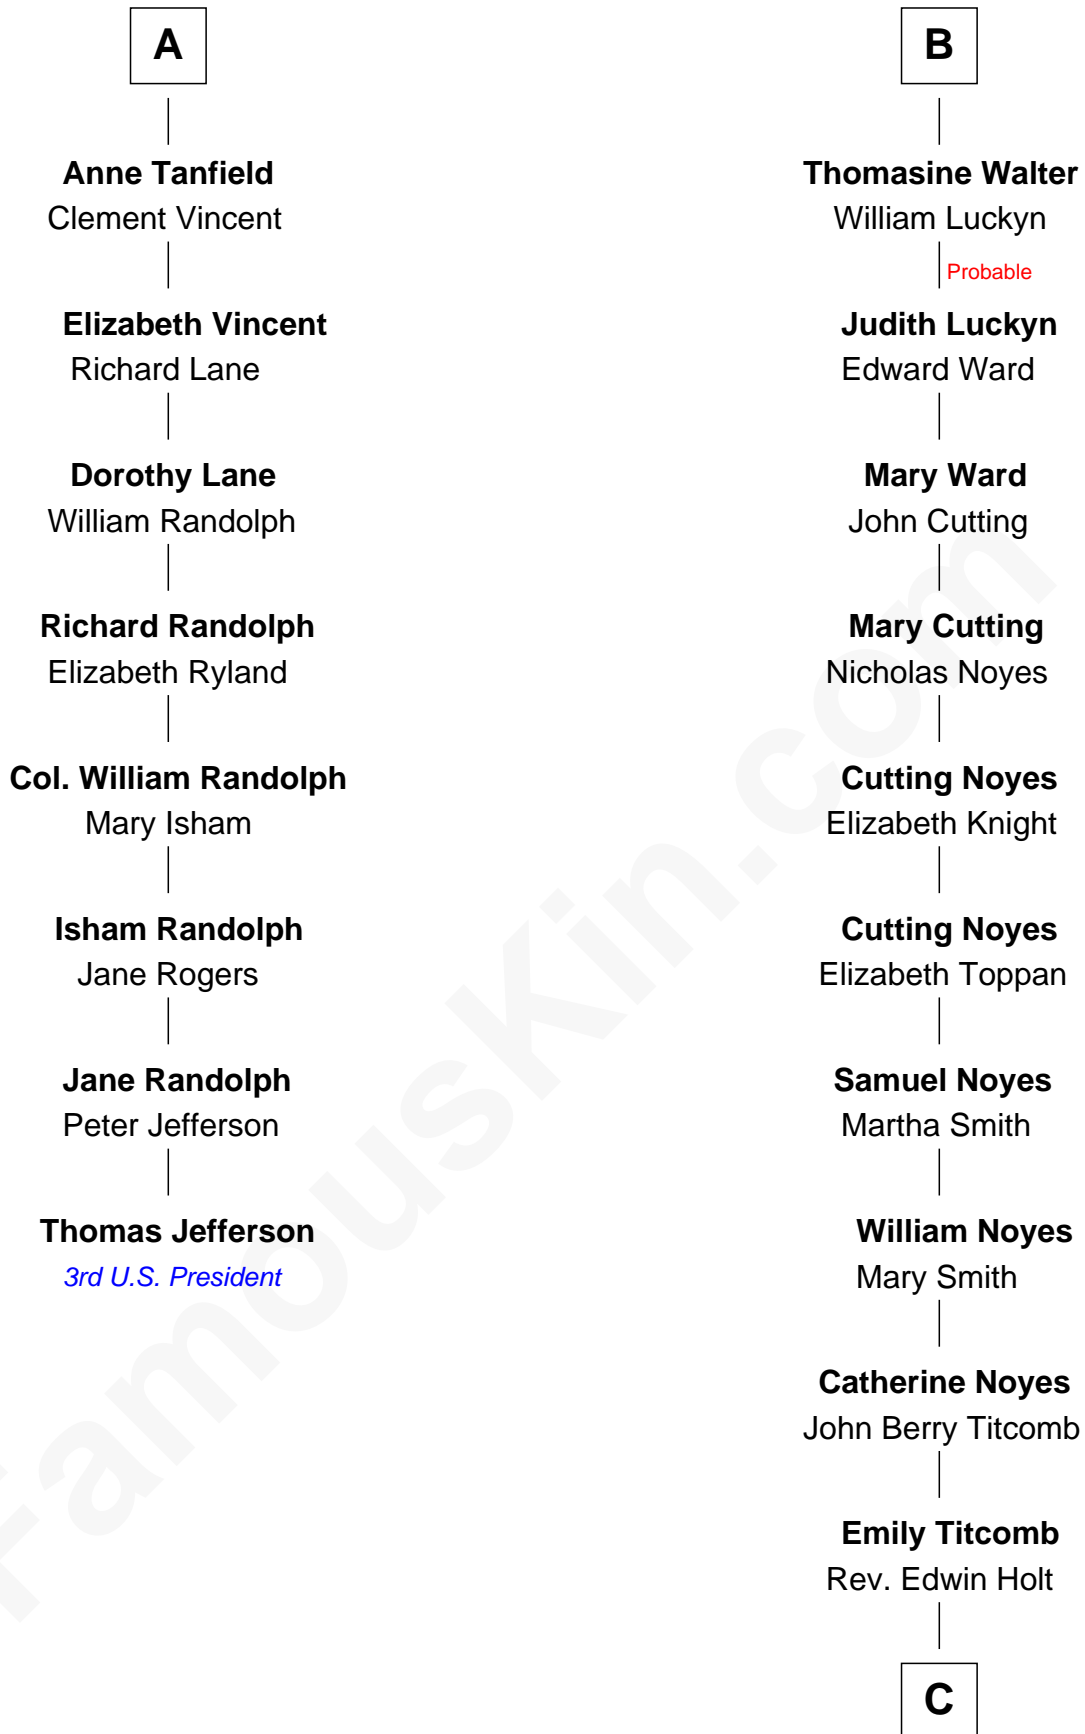 A
Anne Tanfield
Clement Vincent
Elizabeth Vincent
Richard Lane
Dorothy Lane
William Randolph
Richard Randolph
Elizabeth Ryland
Col. William Randolph
Mary Isham
Isham Randolph
Jane Rogers
Jane Randolph
Peter Jefferson
Thomas Jefferson
3rd U.S. President
B
Thomasine Walter
William Luckyn
Probable
Judith Luckyn
Edward Ward
Mary Ward
John Cutting
Mary Cutting
Nicholas Noyes
Cutting Noyes
Elizabeth Knight
Cutting Noyes
Elizabeth Toppan
Samuel Noyes
Martha Smith
William Noyes
Mary Smith
Catherine Noyes
John Berry Titcomb
Emily Titcomb
Rev. Edwin Holt
C
FamousKin.com